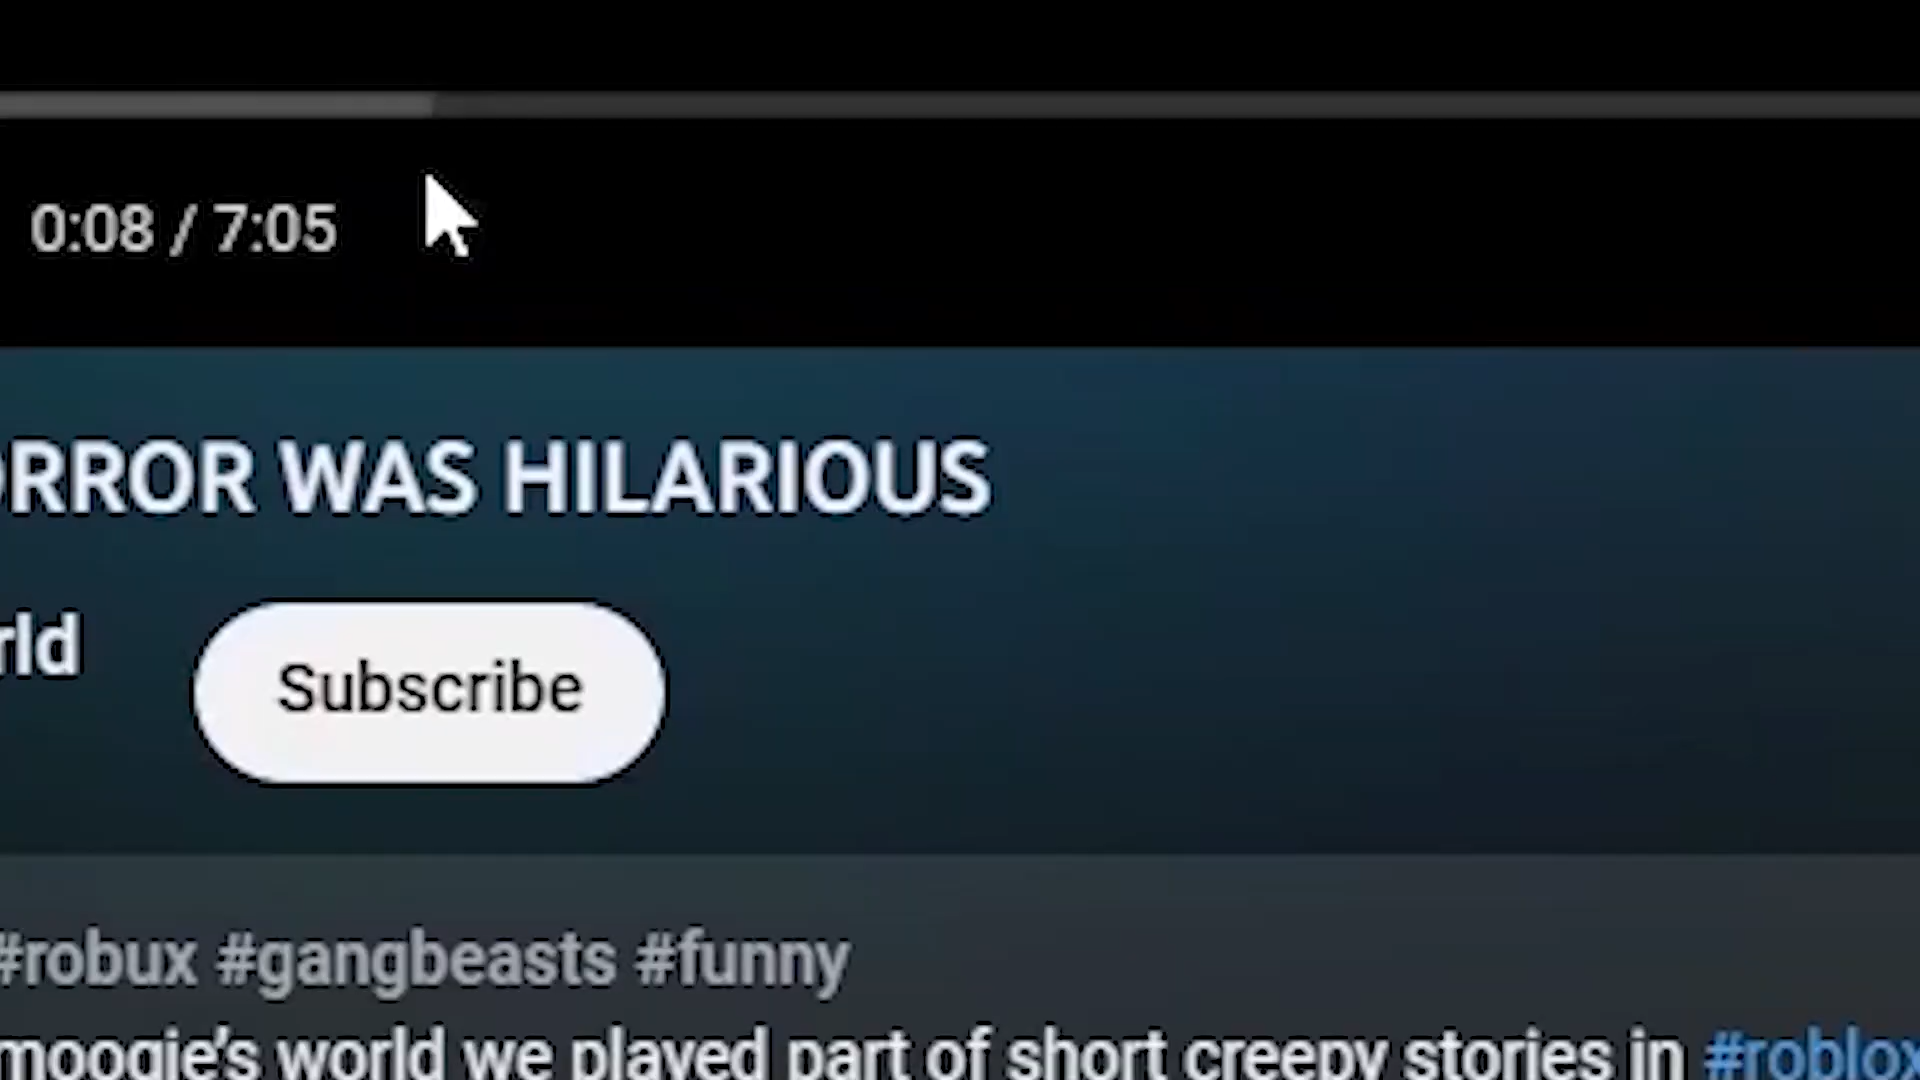 0:08 / 7:05
ORROR WAS HILARIOUS
rld
Subscribe
#robux #gangbeasts #funny
moogie's world we played part of short creepy stories in #roblox